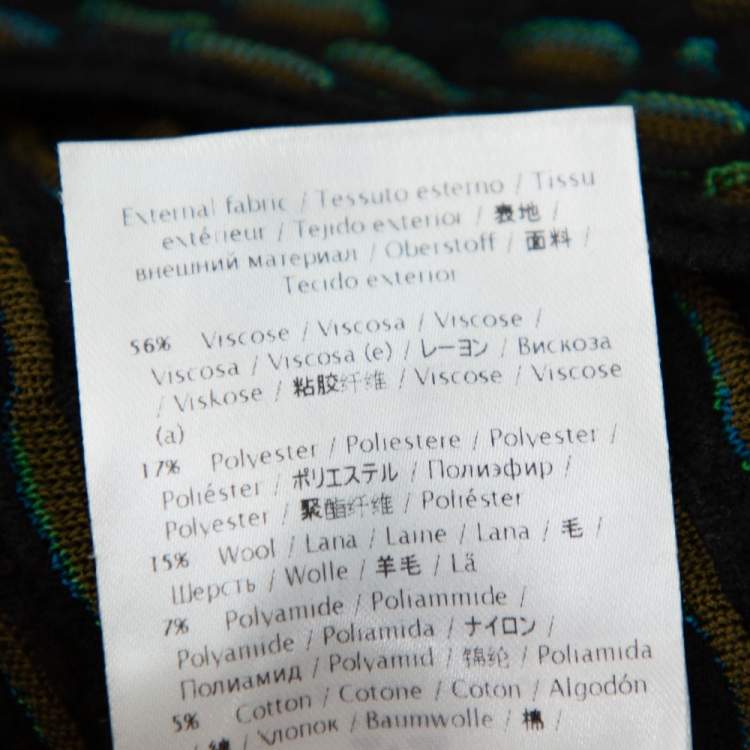 External fabric / Tessuto esterno / Tissu
extérieur / Tejido exterior / 表地 /
внешний материал / Oberstoff / 面料 /
Tecido exterior
56% Viscose / Viscosa / Viscose /
Viscosa / Viscosa (e) / レーヨン / Вискоза
/ Viskose / 粘胶纤维 / Viscose / Viscose
(a)
17% Polyester / Poliestere / Polyester /
Poliéster / ポリエステル / Полиэфир /
Polyester / 聚酯纤维 / Poliéster
15% Wool / Lana / Laine / Lana / 毛 /
Шерсть / Wolle / 羊毛 / Lã
7% Polyamide / Poliammide /
Polyamide / Poliamida / ナイロン /
Полиамид / Polyamid / 锦纶 / Poliamida
5% Cotton / Cotone / Coton / Algodón
/ 綿 / Хлопок / Baumwolle / 棉 /